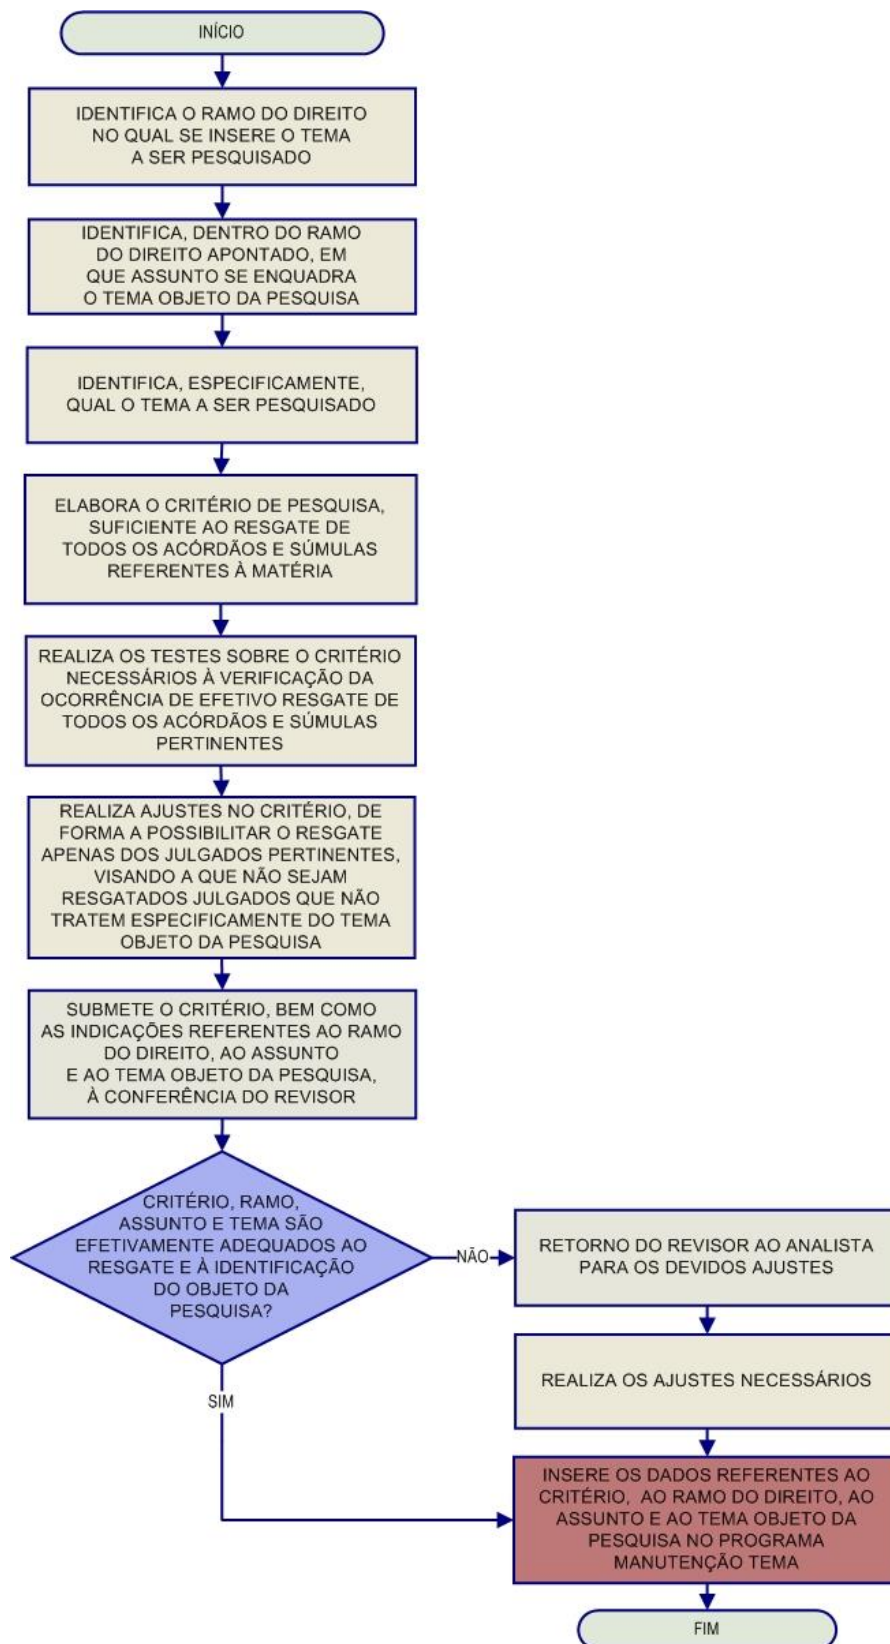 INÍCIO
IDENTIFICA O RAMO DO DIREITO
NO QUAL SE INSERE O TEMA
A SER PESQUISADO
IDENTIFICA, DENTRO DO RAMO
DO DIREITO APONTADO, EM
QUE ASSUNTO SE ENQUADRA
O TEMA OBJETO DA PESQUISA
IDENTIFICA, ESPECIFICAMENTE,
QUAL O TEMA A SER PESQUISADO
ELABORA O CRITÉRIO DE PESQUISA,
SUFICIENTE AO RESGATE DE
TODOS OS ACÓRDÃOS E SÚMULAS
REFERENTES À MATÉRIA
REALIZA OS TESTES SOBRE O CRITÉRIO
NECESSÁRIOS À VERIFICAÇÃO DA
OCORRÊNCIA DE EFETIVO RESGATE DE
TODOS OS ACÓRDÃOS E SÚMULAS
PERTINENTES
REALIZA AJUSTES NO CRITÉRIO, DE
FORMA A POSSIBILITAR O RESGATE
APENAS DOS JULGADOS PERTINENTES,
VISANDO A QUE NÃO SEJAM
RESGATADOS JULGADOS QUE NÃO
TRATEM ESPECIFICAMENTE DO TEMA
OBJETO DA PESQUISA
SUBMETE O CRITÉRIO, BEM COMO
AS INDICAÇÕES REFERENTES AO RAMO
DO DIREITO, AO ASSUNTO
E AO TEMA OBJETO DA PESQUISA,
À CONFERÊNCIA DO REVISOR
CRITÉRIO, RAMO,
ASSUNTO E TEMA SÃO
EFETIVAMENTE ADEQUADOS AO
RESGATE E À IDENTIFICAÇÃO
DO OBJETO DA
PESQUISA?
NÃO
RETORNO DO REVISOR AO ANALISTA
PARA OS DEVIDOS AJUSTES
REALIZA OS AJUSTES NECESSÁRIOS
SIM
INSERE OS DADOS REFERENTES AO
CRITÉRIO, AO RAMO DO DIREITO, AO
ASSUNTO E AO TEMA OBJETO DA
PESQUISA NO PROGRAMA
MANUTENÇÃO TEMA
FIM